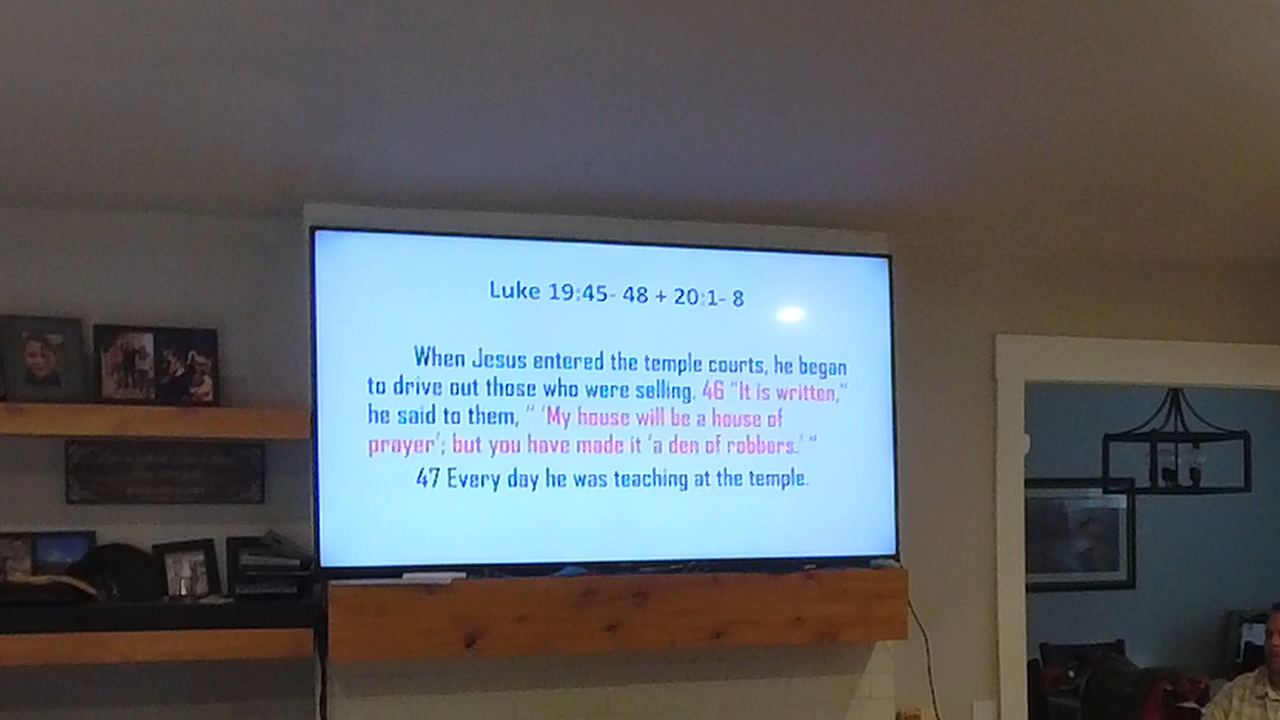 Luke 19:45- 48 + 20:1- 8
When Jesus entered the temple courts, he began
to drive out those who were selling. 46 "It is written,"
he said to them, " 'My house will be a house of
prayer'; but you have made it 'a den of robbers.' "
47 Every day he was teaching at the temple.